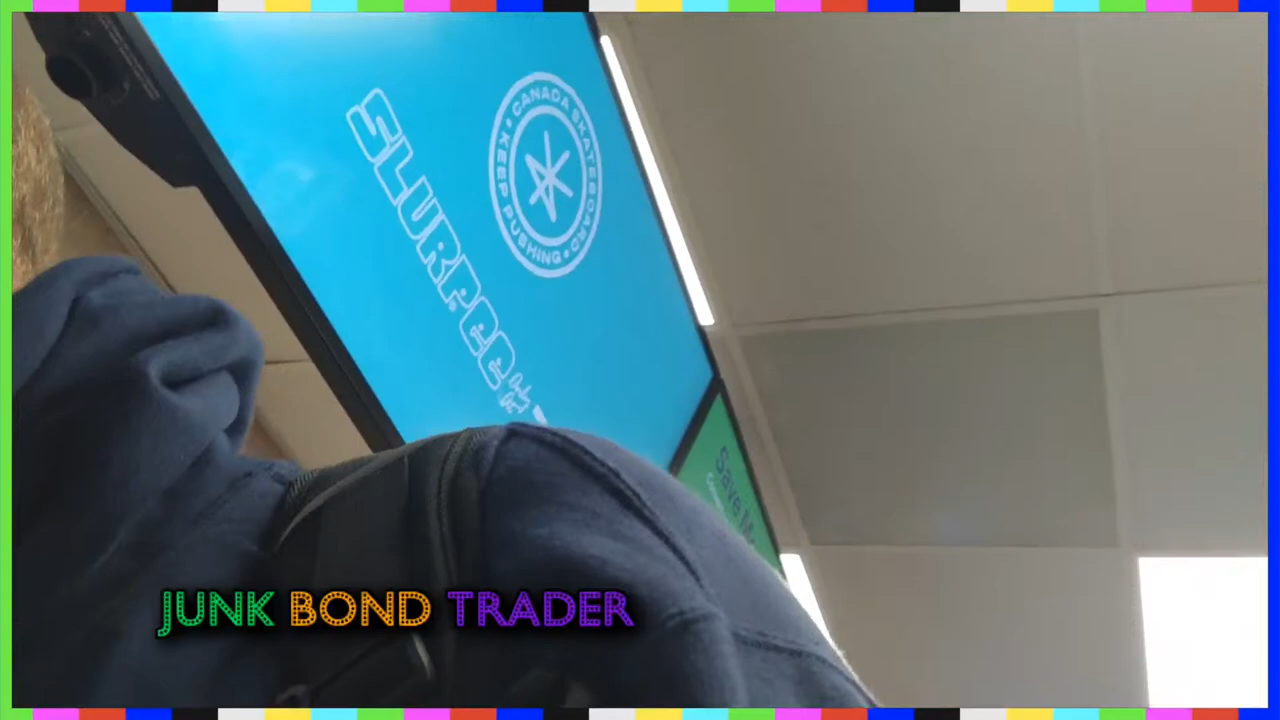 SLURPEE
CANADA SKATEBOARD
KEEP PUSHING
Save
JUNK BOND TRADER